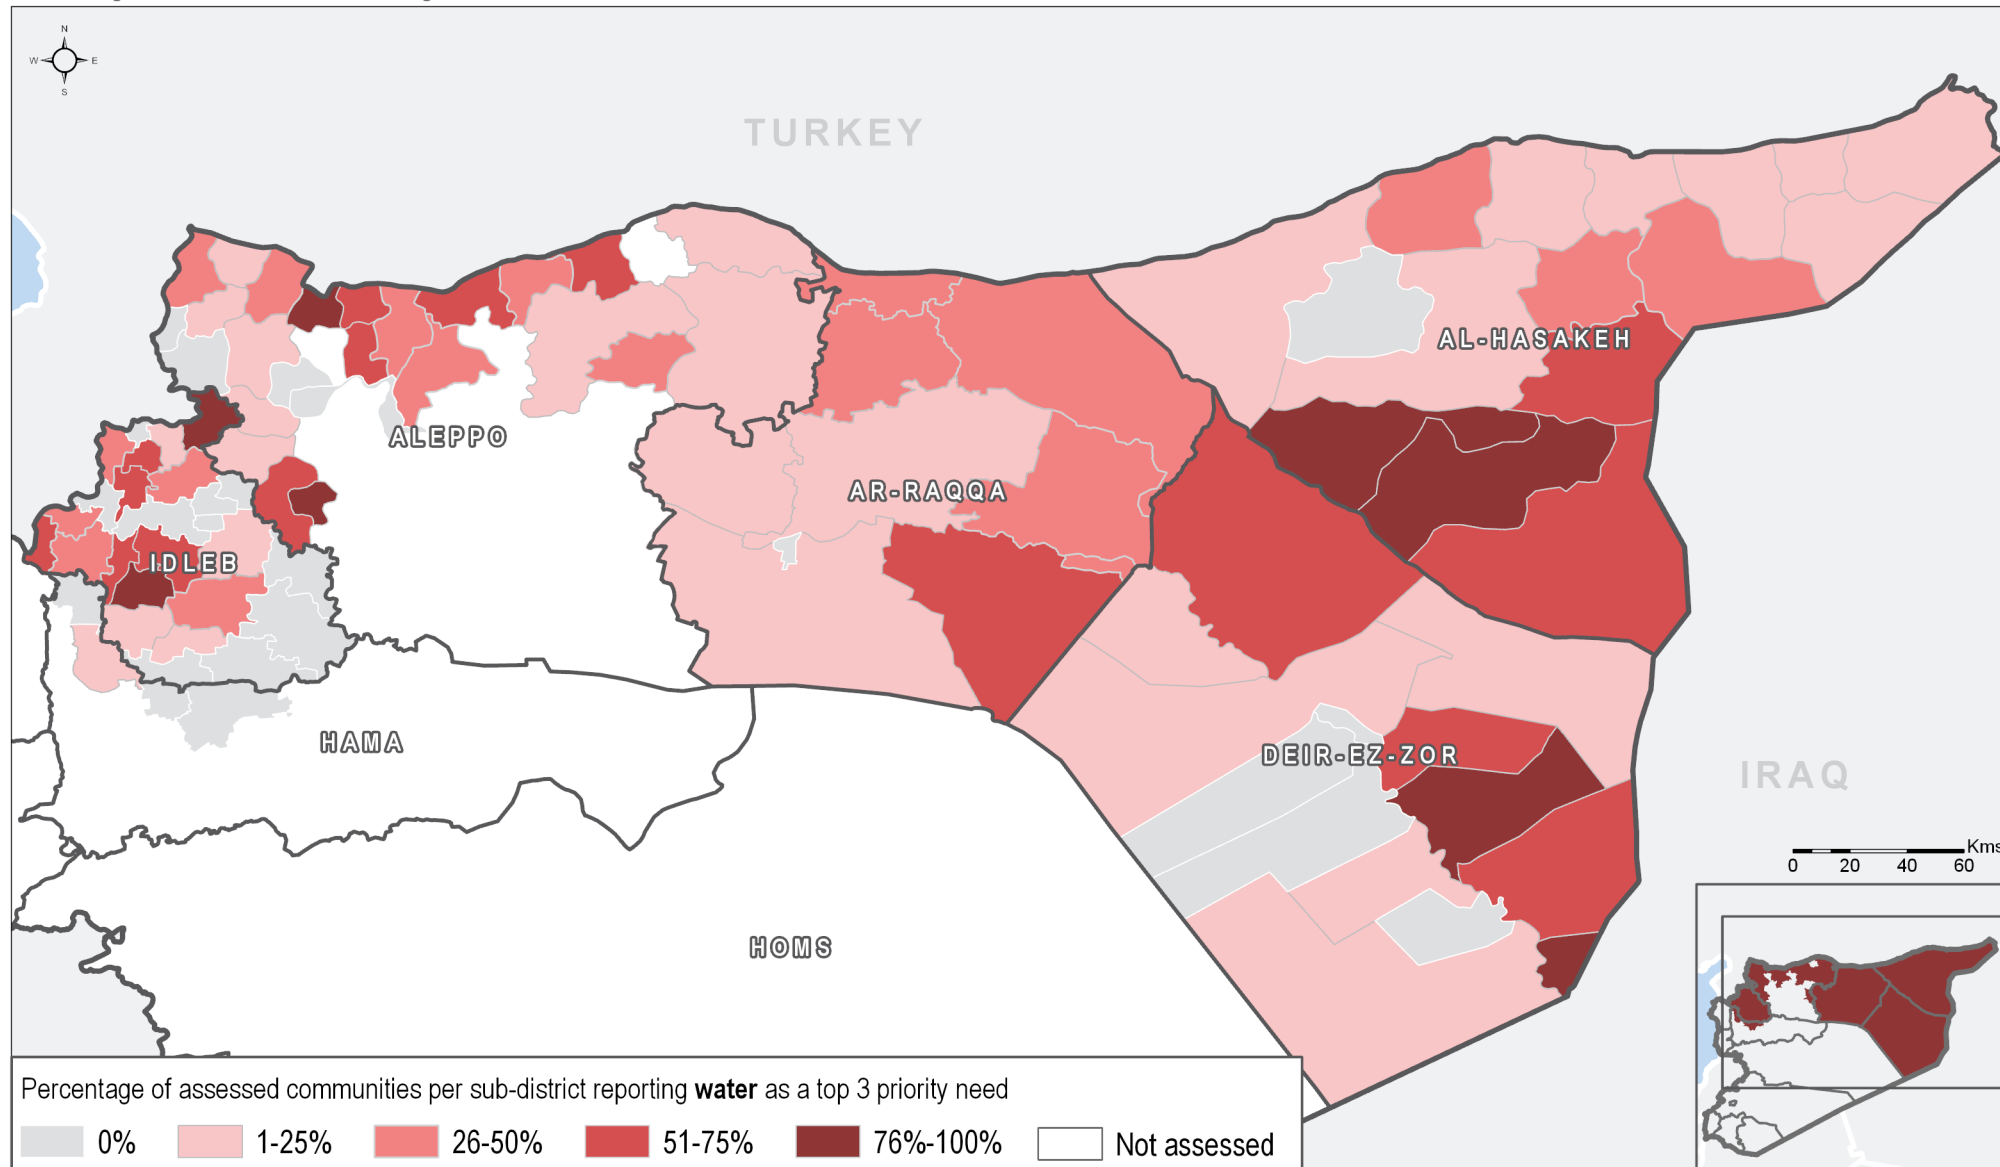 N
W E
S
TURKEY
AL-HASAKEH
ALEPPO
AR-RAQQA
IDLEB
HAMA
DEIR-EZ-ZOR
IRAQ
Kms
0 20 40 60
HOMS
Percentage of assessed communities per sub-district reporting water as a top 3 priority need
0% 1-25% 26-50% 51-75% 76%-100% Not assessed